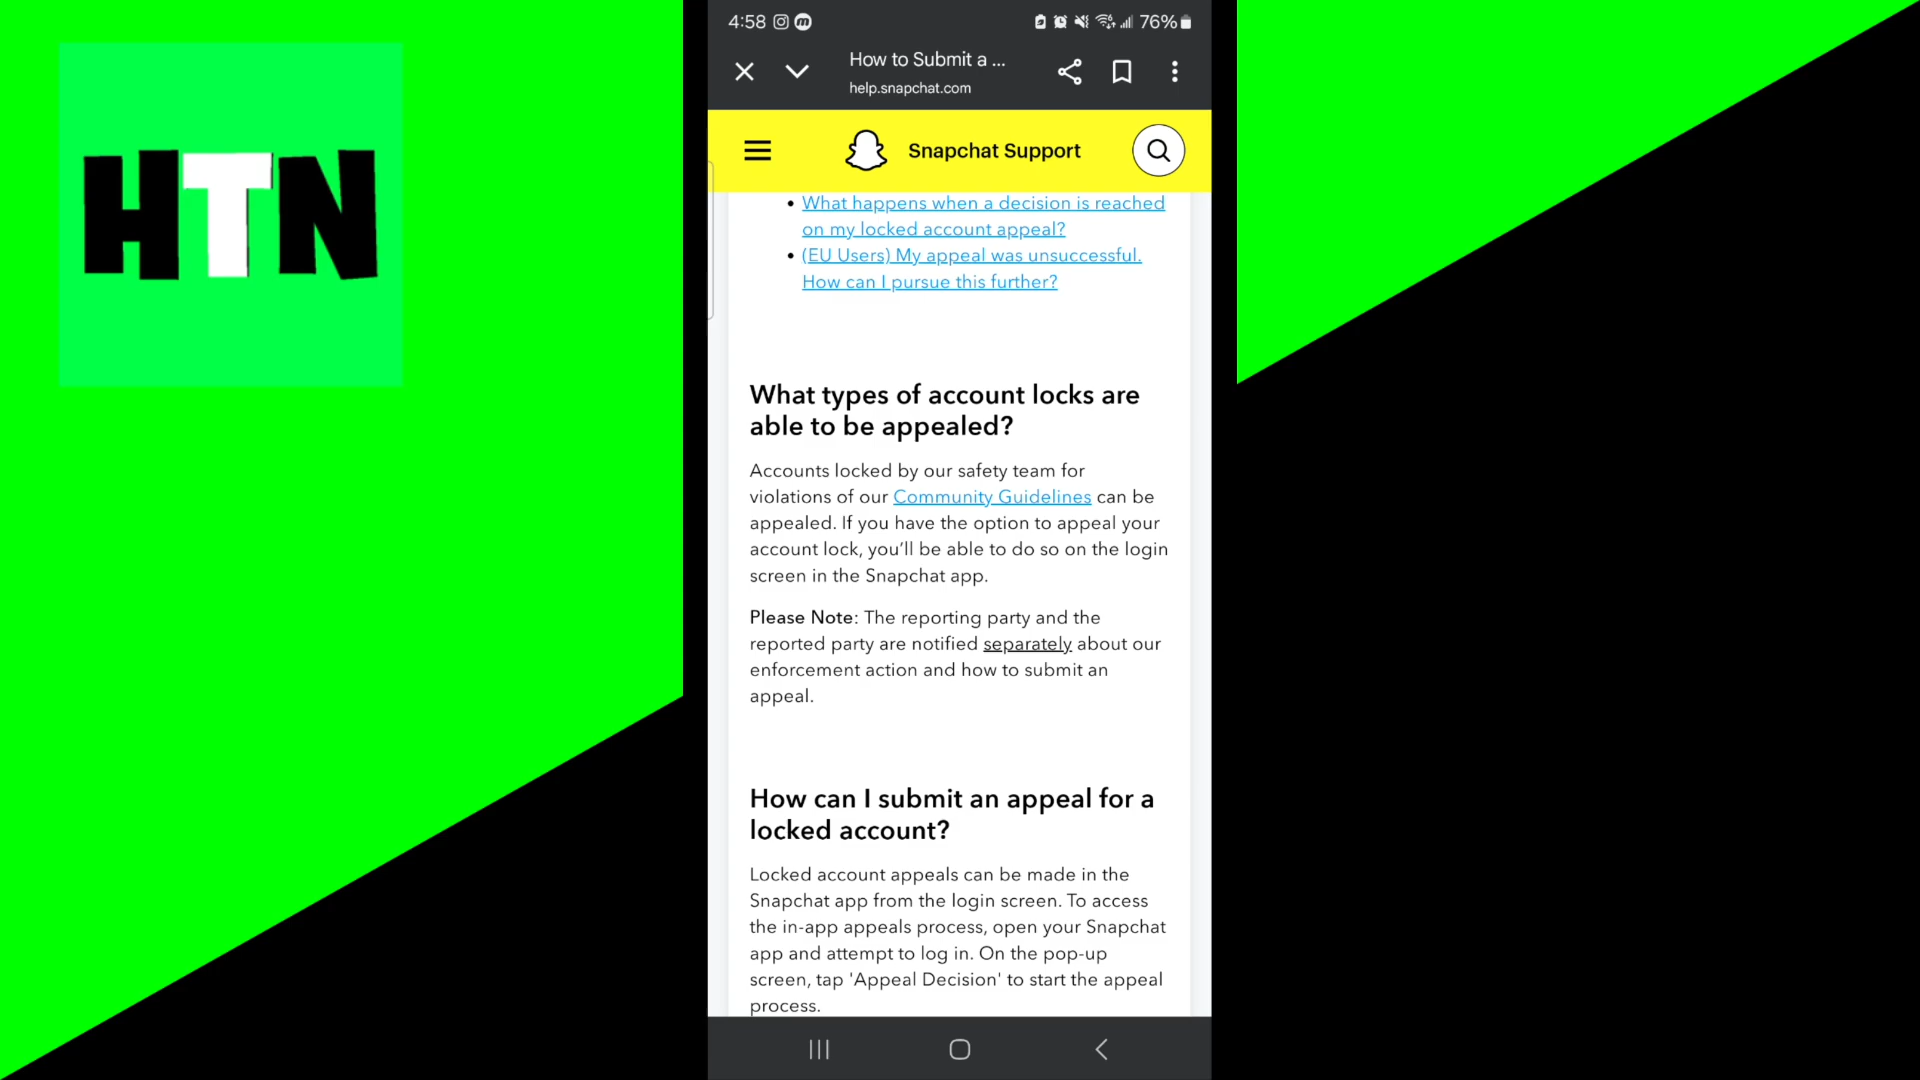 HTN
4:58 76%
How to Submit a ...
help.snapchat.com
Snapchat Support
• What happens when a decision is reached
on my locked account appeal?
• (EU Users) My appeal was unsuccessful.
How can I pursue this further?
What types of account locks are
able to be appealed?
Accounts locked by our safety team for
violations of our Community Guidelines can be
appealed. If you have the option to appeal your
account lock, you’ll be able to do so on the login
screen in the Snapchat app.
Please Note: The reporting party and the
reported party are notified separately about our
enforcement action and how to submit an
appeal.
How can I submit an appeal for a
locked account?
Locked account appeals can be made in the
Snapchat app from the login screen. To access
the in-app appeals process, open your Snapchat
app and attempt to log in. On the pop-up
screen, tap 'Appeal Decision' to start the appeal
process.